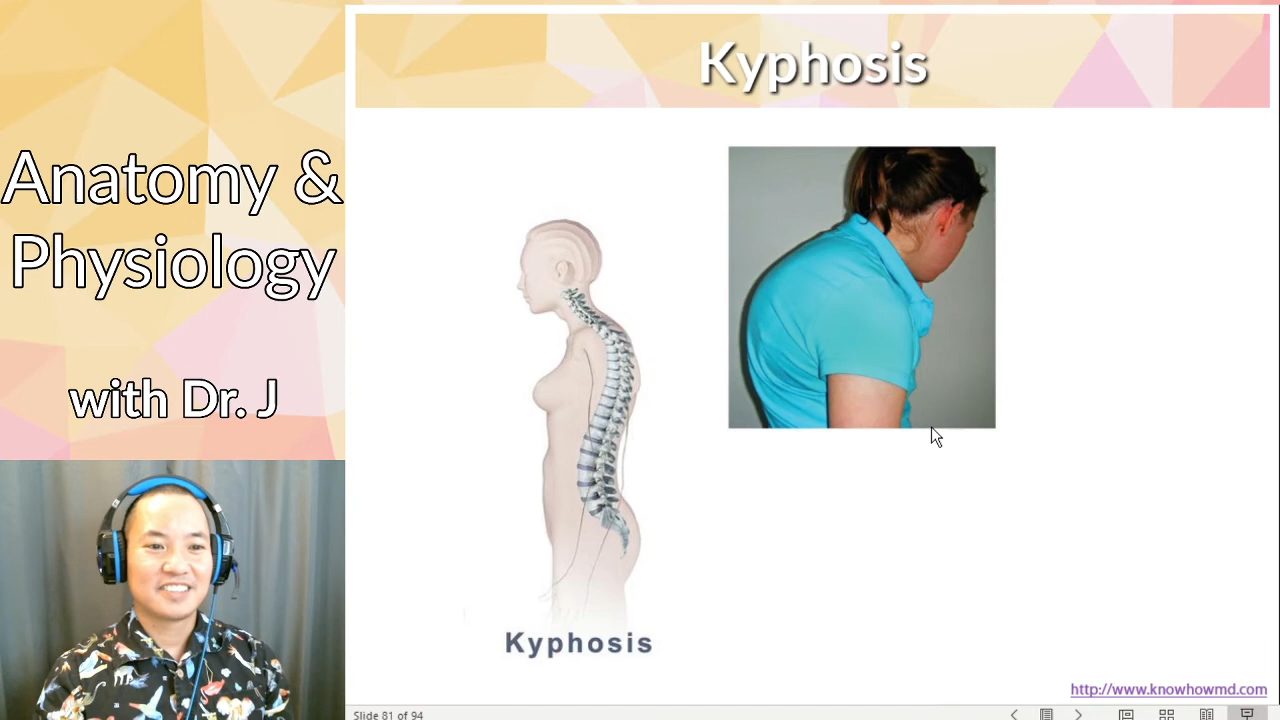 Kyphosis
Anatomy &
Physiology
with Dr. J
Kyphosis
http://www.knowhowmd.com
Slide 81 of 94